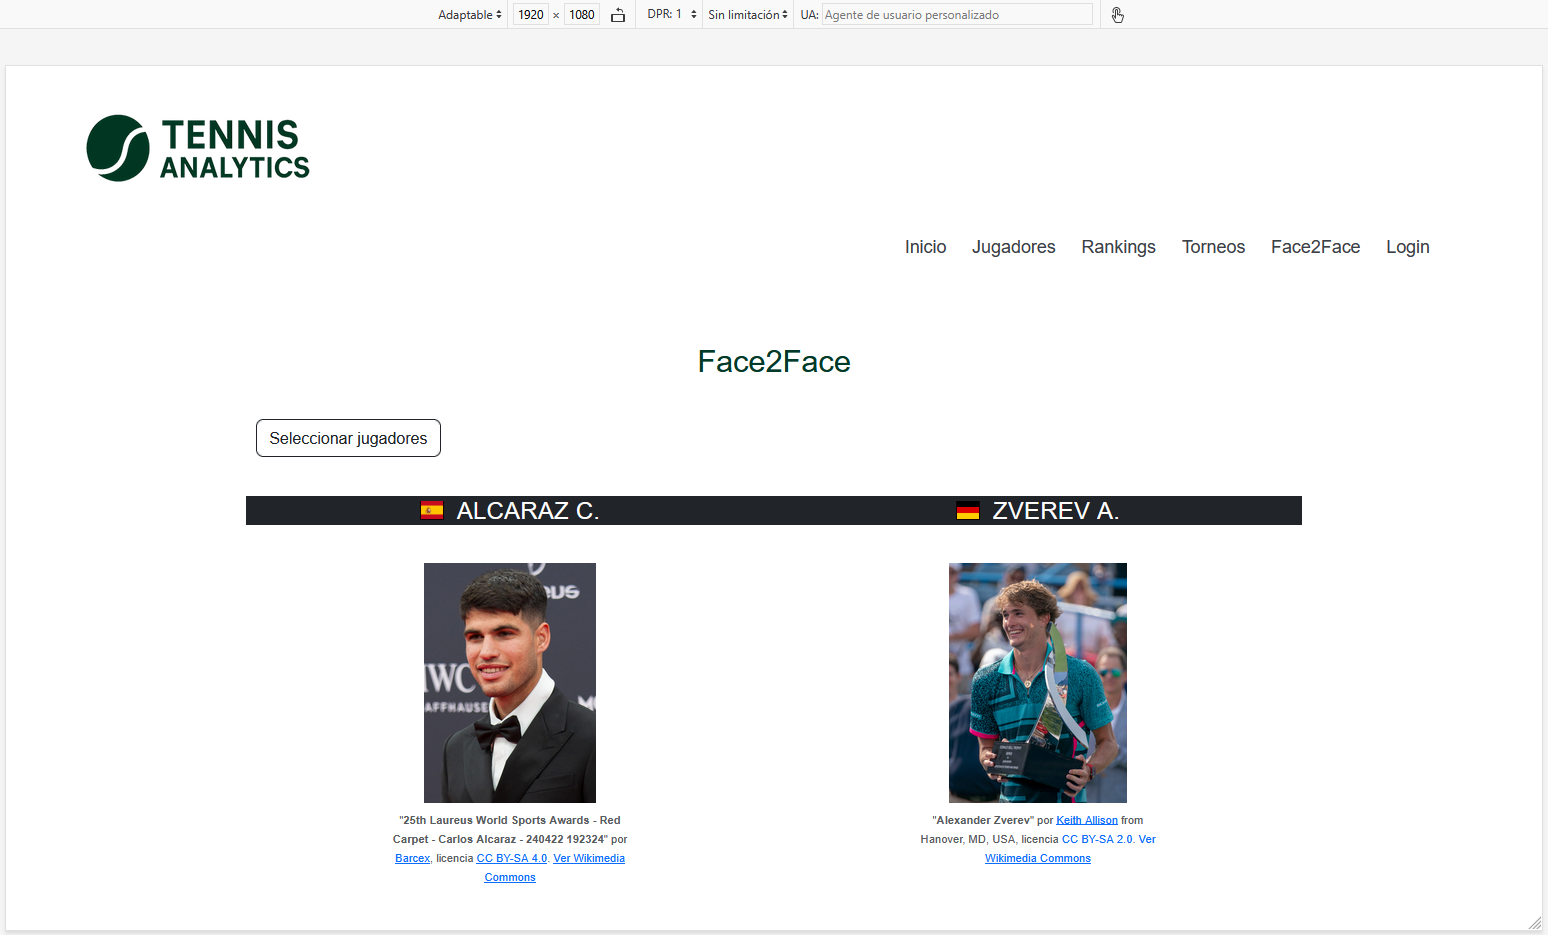 Adaptable 1920 × 1080 DPR: 1 Sin limitación UA: Agente de usuario personalizado
TENNIS
ANALYTICS
Inicio Jugadores Rankings Torneos Face2Face Login
Face2Face
Seleccionar jugadores
ALCARAZ C. ZVEREV A.
eus
IWC
AFFHAUSE
"25th Laureus World Sports Awards - Red
Carpet - Carlos Alcaraz - 240422 192324" por
Barcex, licencia CC BY-SA 4.0. Ver Wikimedia
Commons
"Alexander Zverev" por Keith Allison from
Hanover, MD, USA, licencia CC BY-SA 2.0. Ver
Wikimedia Commons